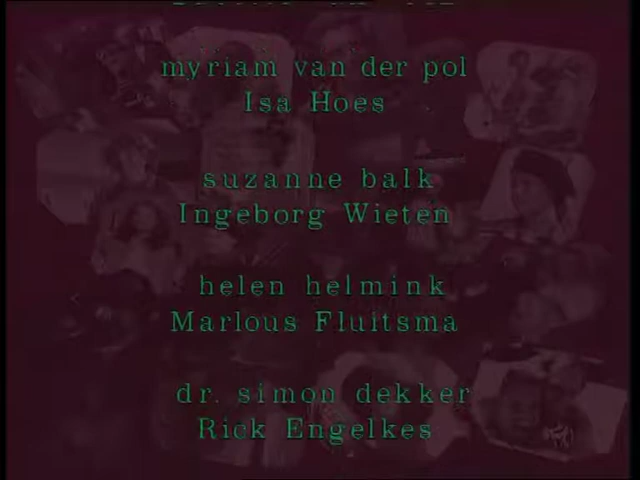 myriam van der pol
Isa Hoes
suzanne balk
Ingeborg Wieten
helen helmink
Marlous Fluitsma
dr. simon dekker
Rick Engelkes